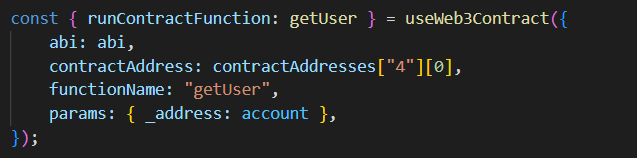 const { runContractFunction: getUser } = useWeb3Contract({
    abi: abi,
    contractAddress: contractAddresses["4"][0],
    functionName: "getUser",
    params: { _address: account },
});